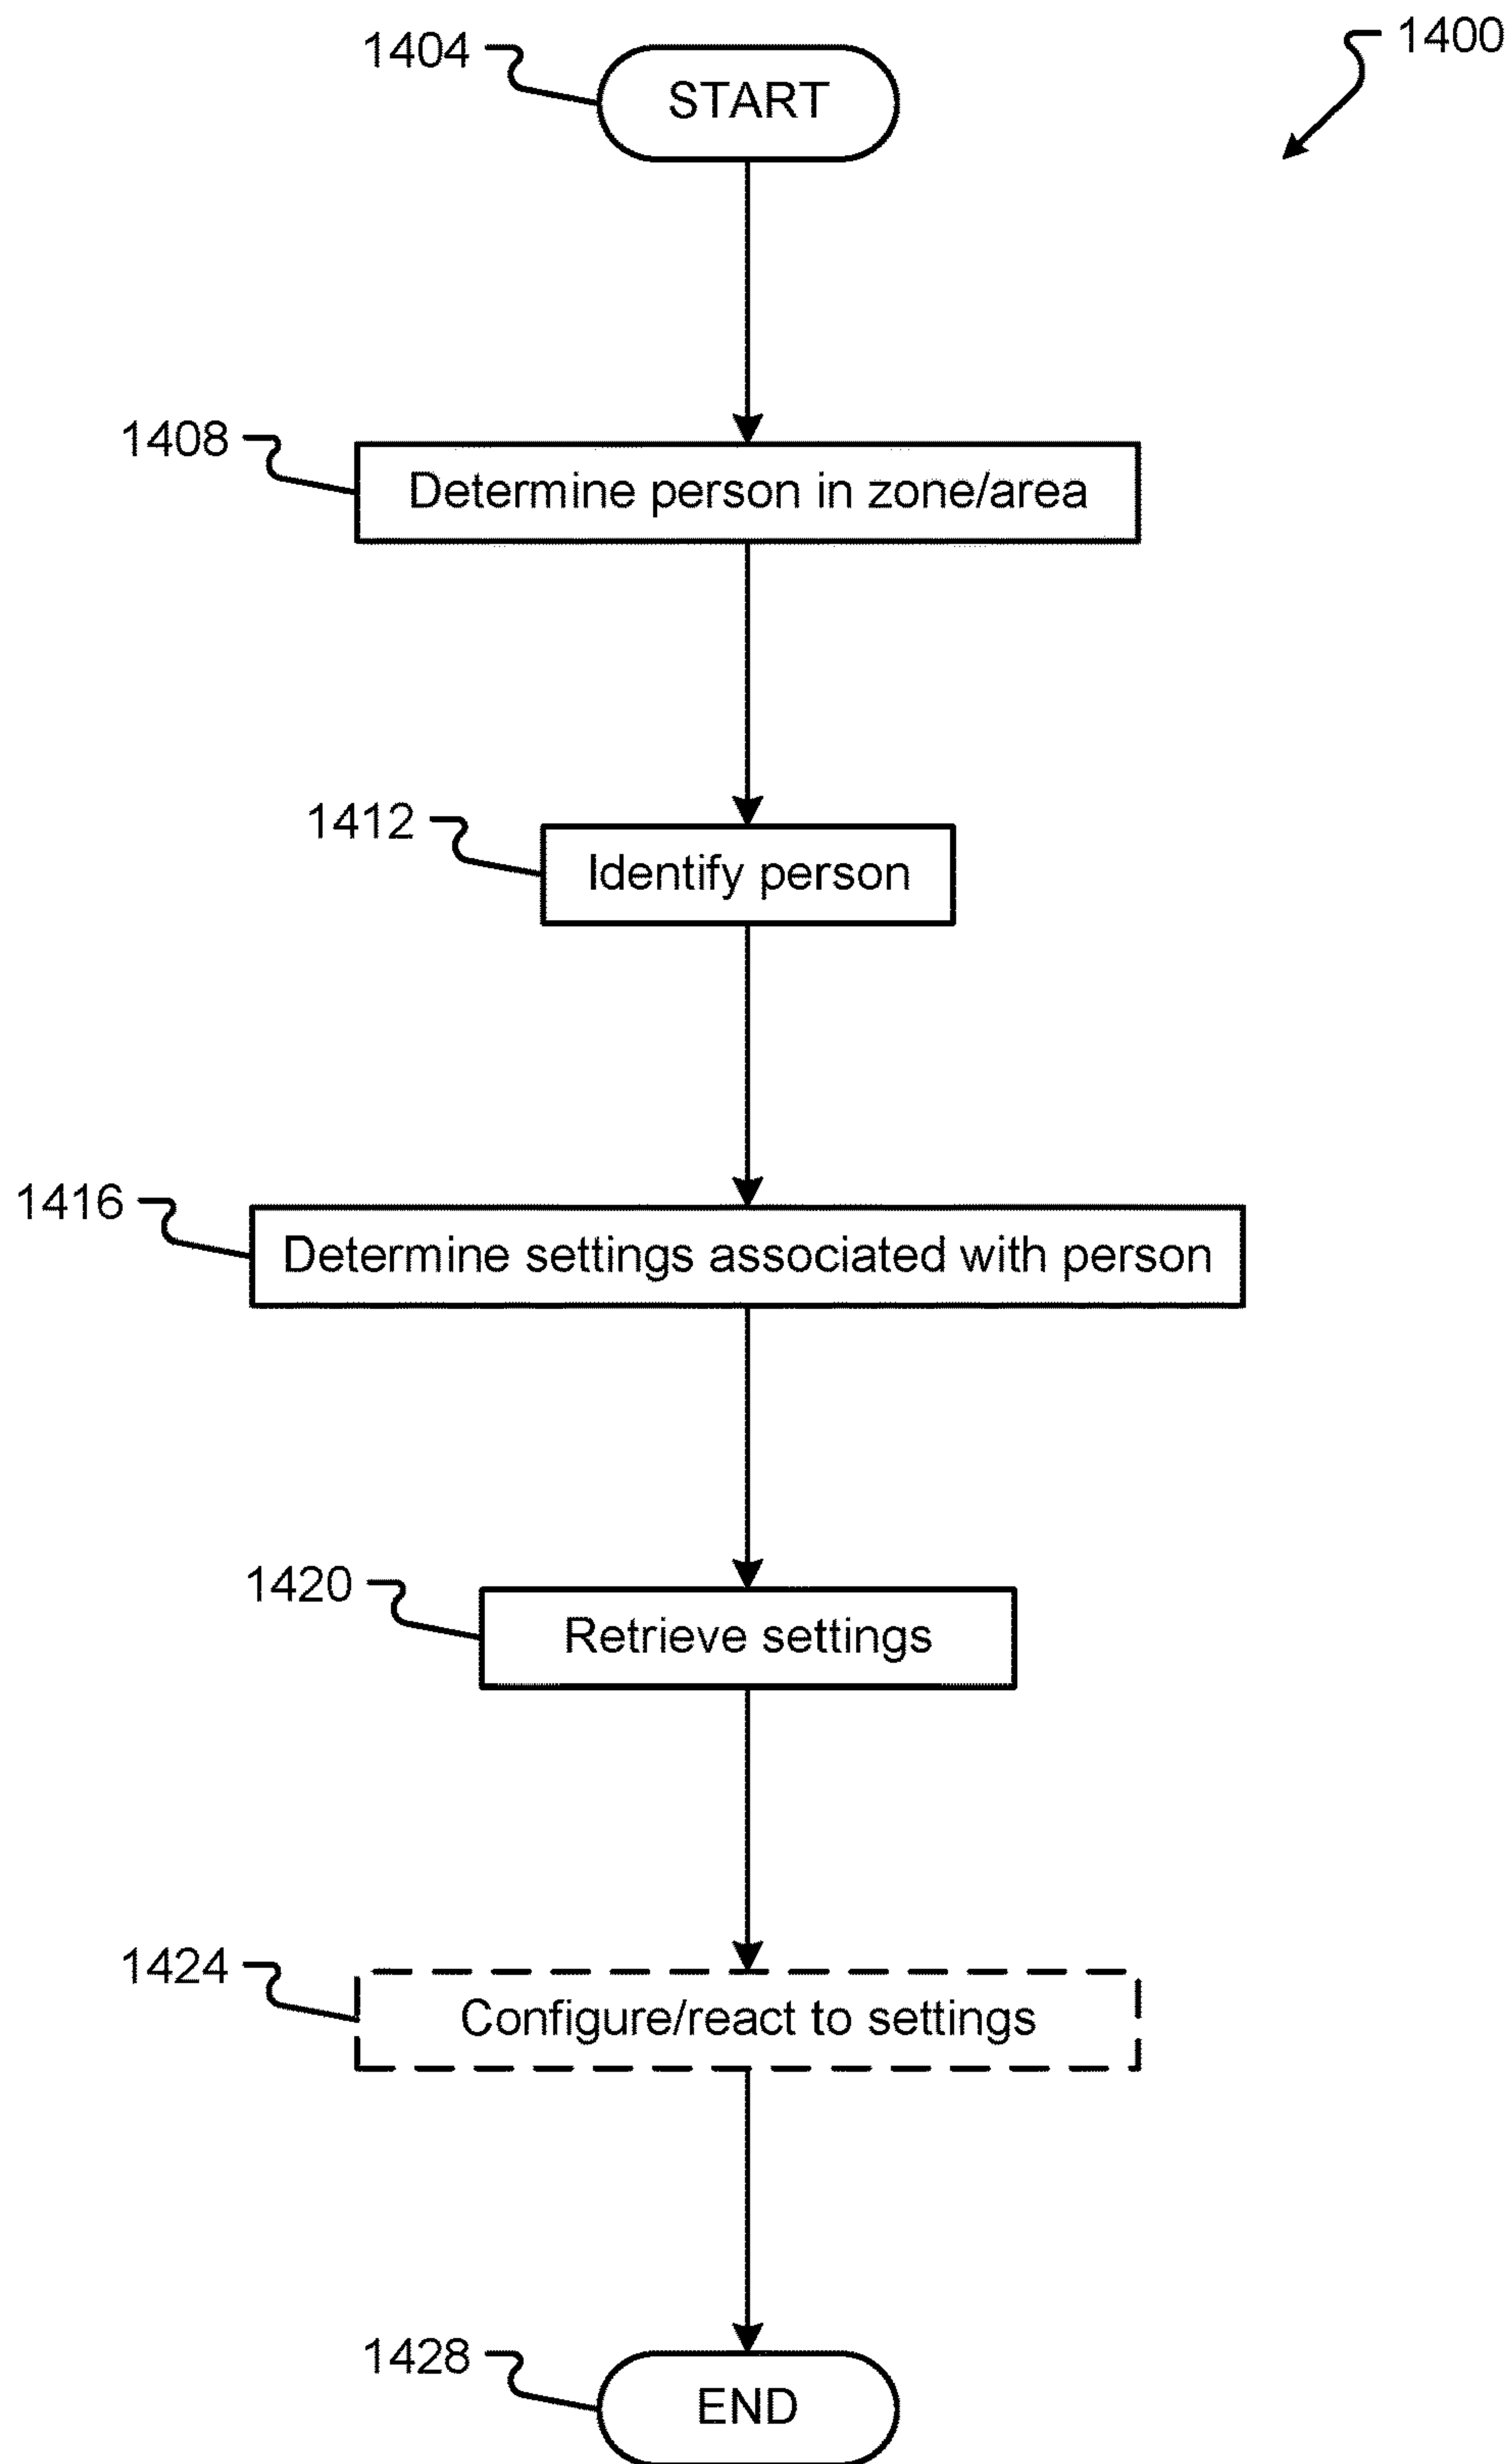 1400
1404
START
1408
Determine person in zone/area
1412
Identify person
1416
Determine settings associated with person
1420
Retrieve settings
1424
Configure/react to settings
1428
END